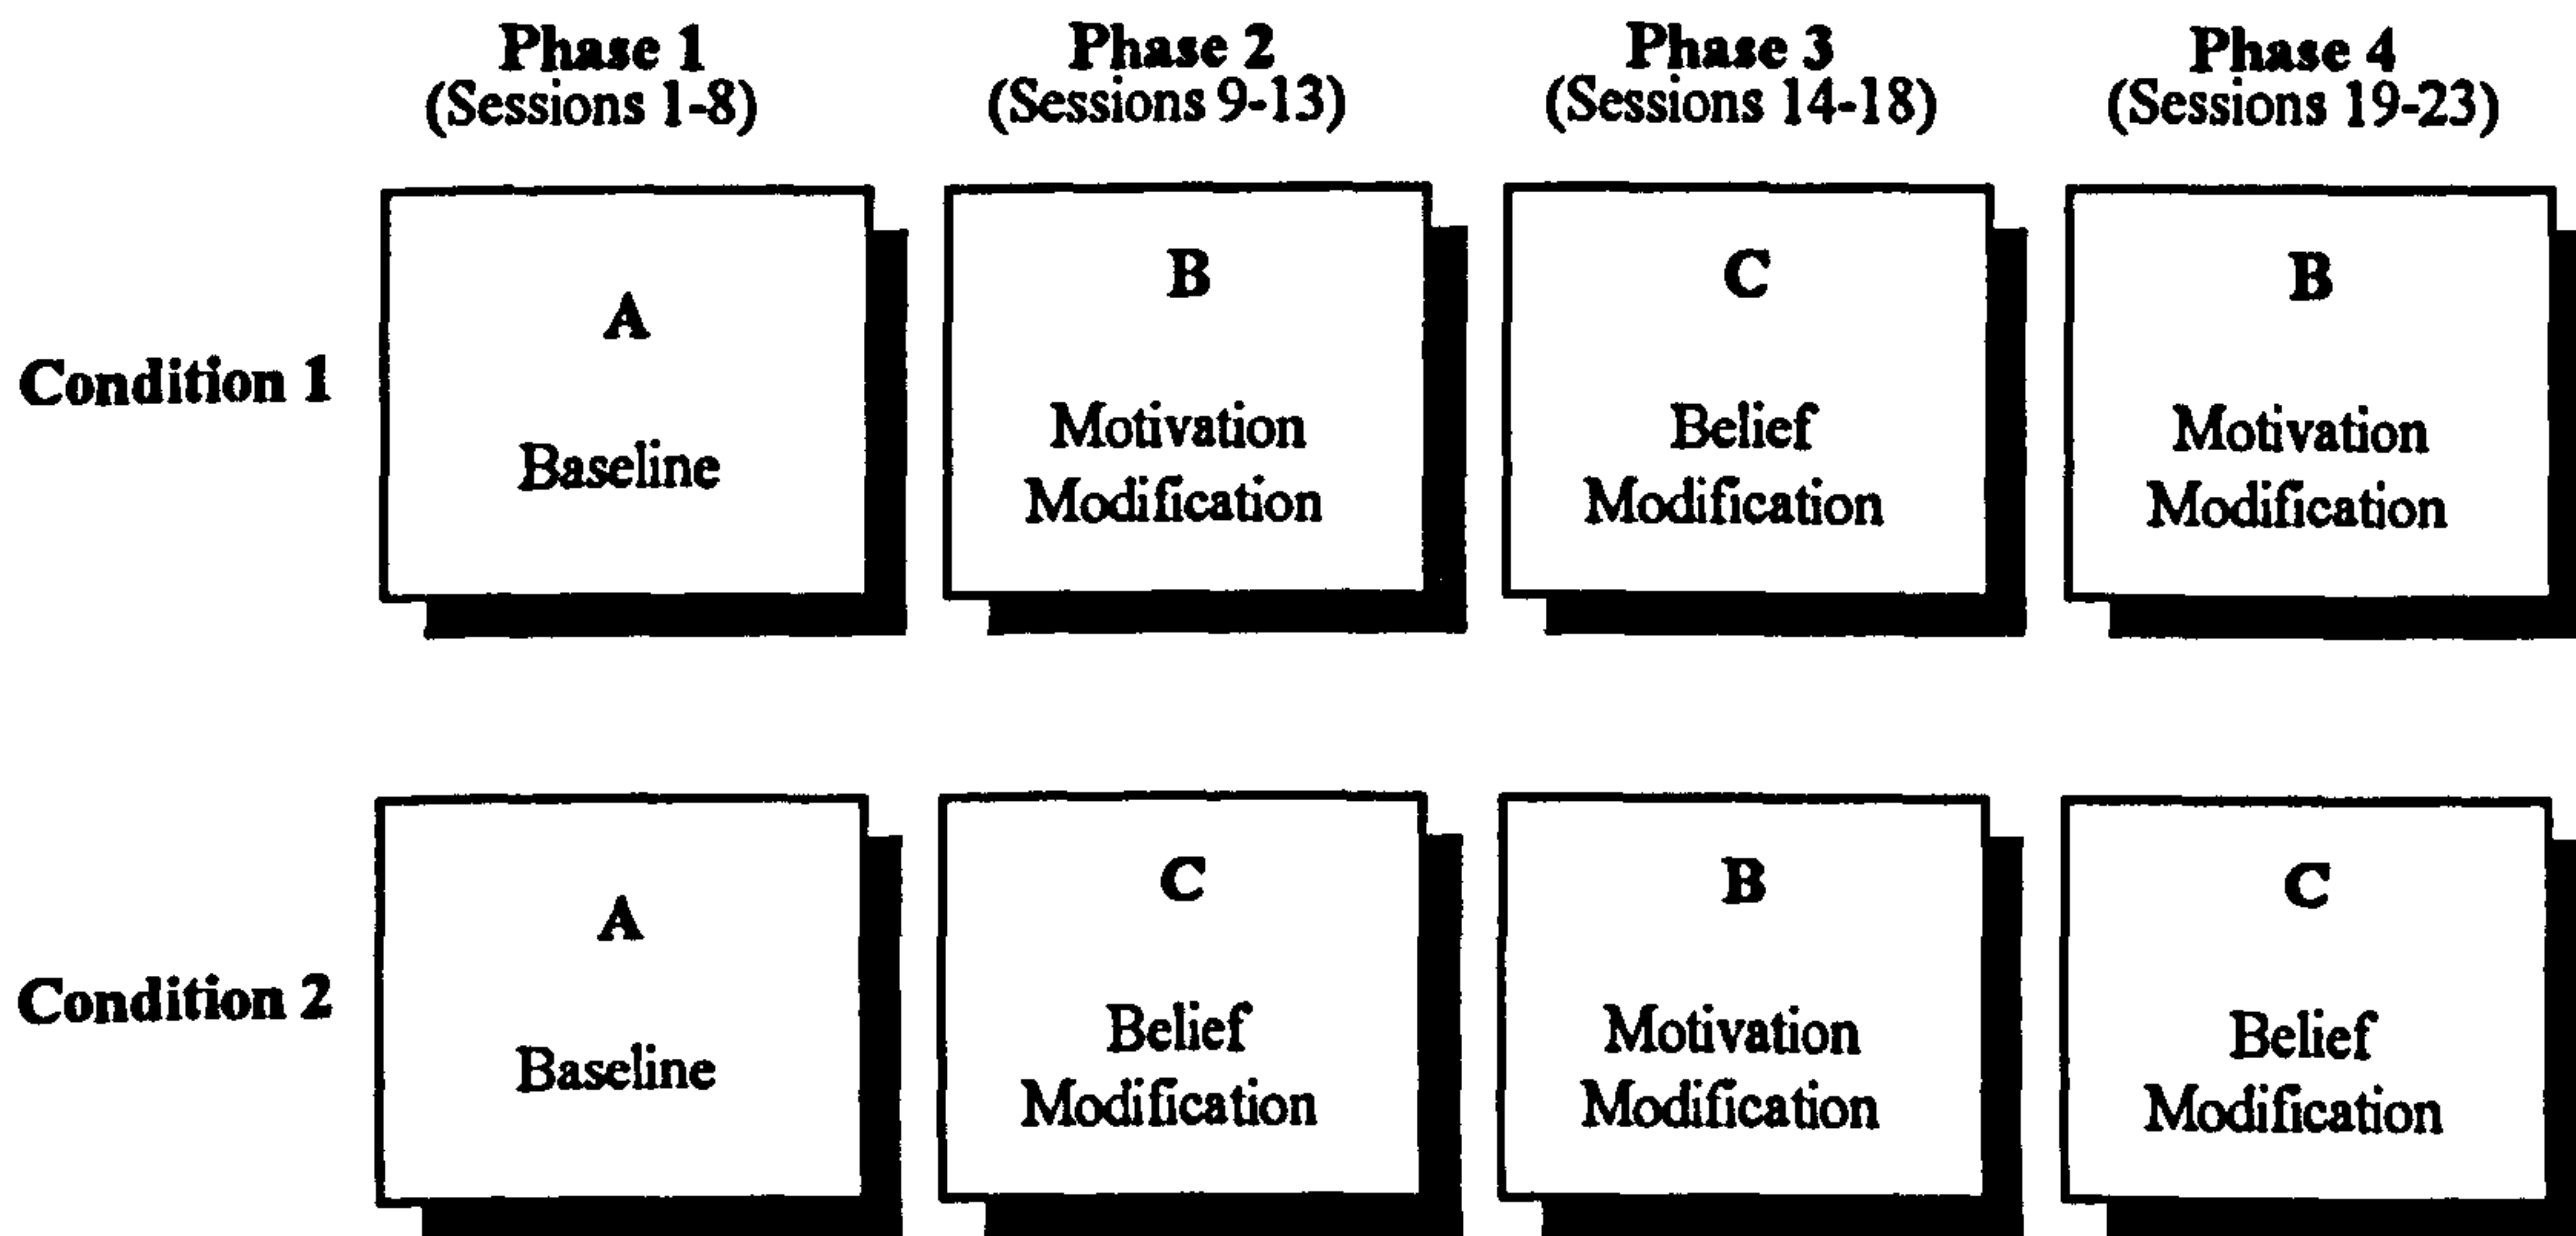 Phase 1 Phase 2 Phase 3 Phase 4
(Sessions 1-8) (Sessions 9-13) (Sessions 14-18) (Sessions 19-23)
Condition 1
A
Baseline
B
Motivation
Modification
C
Belief
Modification
B
Motivation
Modification
Condition 2
A
Baseline
C
Belief
Modification
B
Motivation
Modification
C
Belief
Modification